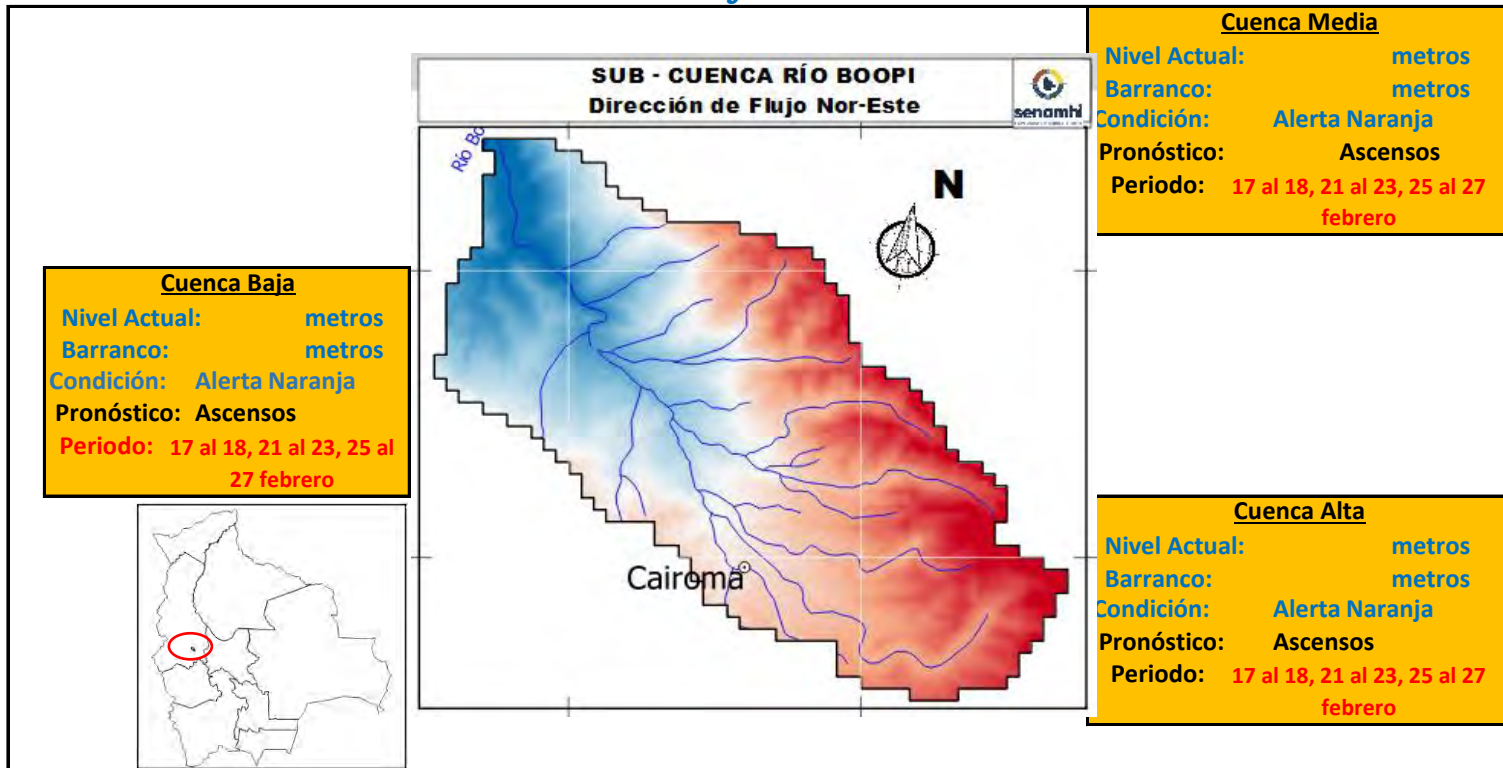 Cuenca Media
Nivel Actual: metros
Barranco: metros
Condición: Alerta Naranja
Pronóstico: Ascensos
Periodo: 17 al 18, 21 al 23, 25 al 27
febrero
SUB - CUENCA RÍO BOOPI
Dirección de Flujo Nor-Este
senamhi
Río Bo
N
Cuenca Baja
Nivel Actual: metros
Barranco: metros
Condición: Alerta Naranja
Pronóstico: Ascensos
Periodo: 17 al 18, 21 al 23, 25 al
27 febrero
Cairoma
Cuenca Alta
Nivel Actual: metros
Barranco: metros
Condición: Alerta Naranja
Pronóstico: Ascensos
Periodo: 17 al 18, 21 al 23, 25 al 27
febrero